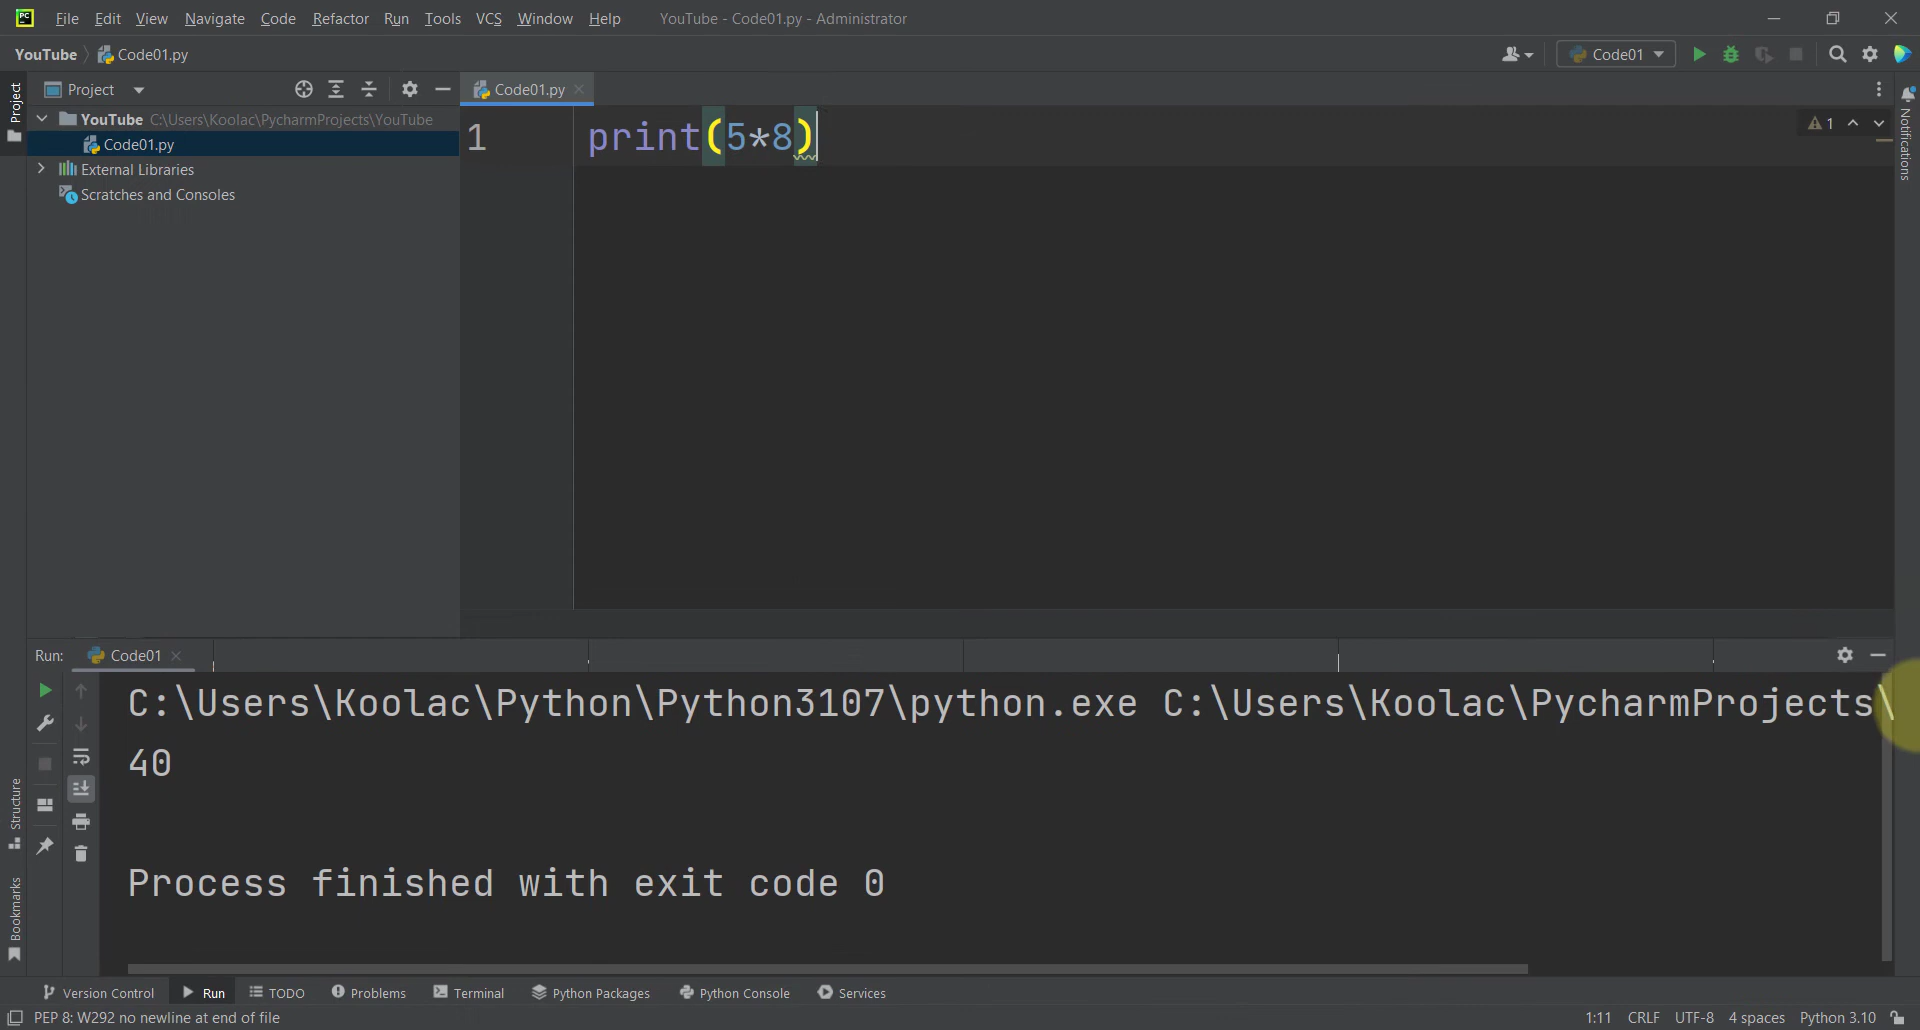 PC
File Edit View Navigate Code Refactor Run Tools VCS Window Help YouTube - Code01.py - Administrator
YouTube Code01.py Code01
Project
Project Code01.py
YouTube C:\Users\Koolac\PycharmProjects\YouTube
Code01.py
External Libraries
Scratches and Consoles
1 print(5*8)
1
Notifications
Run: Code01
C:\Users\Koolac\Python\Python3107\python.exe C:\Users\Koolac\PycharmProjects\
40
Process finished with exit code 0
Structure
Bookmarks
Version Control Run TODO Problems Terminal Python Packages Python Console Services
PEP 8: W292 no newline at end of file 1:11 CRLF UTF-8 4 spaces Python 3.10